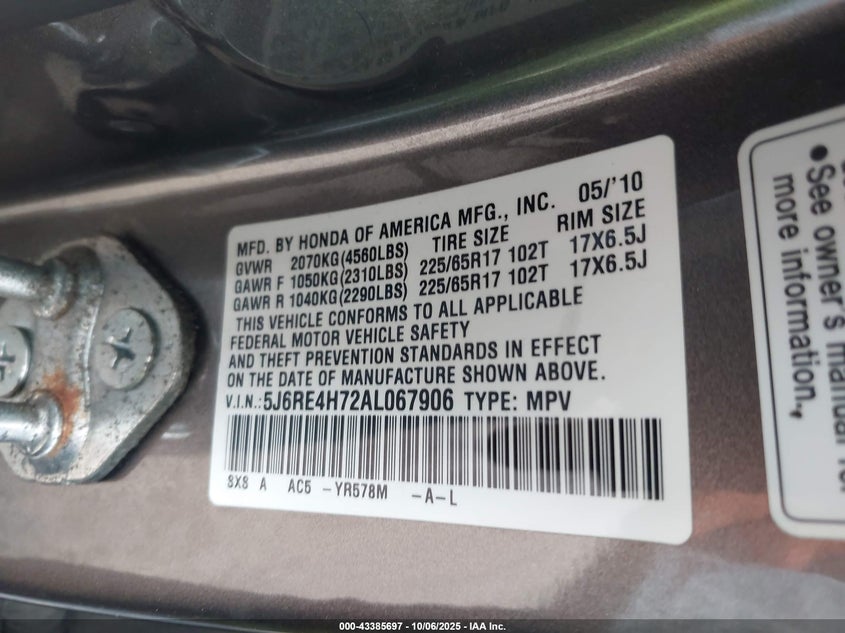 MFD. BY HONDA OF AMERICA MFG., INC. 05/'10
GVWR 2070KG(4560LBS) TIRE SIZE RIM SIZE
GAWR F 1050KG(2310LBS) 225/65R17 102T 17X6.5J
GAWR R 1040KG(2290LBS) 225/65R17 102T 17X6.5J
THIS VEHICLE CONFORMS TO ALL APPLICABLE
FEDERAL MOTOR VEHICLE SAFETY
AND THEFT PREVENTION STANDARDS IN EFFECT
ON THE DATE OF MANUFACTURE SHOWN ABOVE.
V.I.N.:5J6RE4H72AL067906 TYPE: MPV
8X8 A AC5 -YR578M -A-L
•See owner's manual for
more information.,
000-43385697 - 10/06/2025 - IAA Inc.